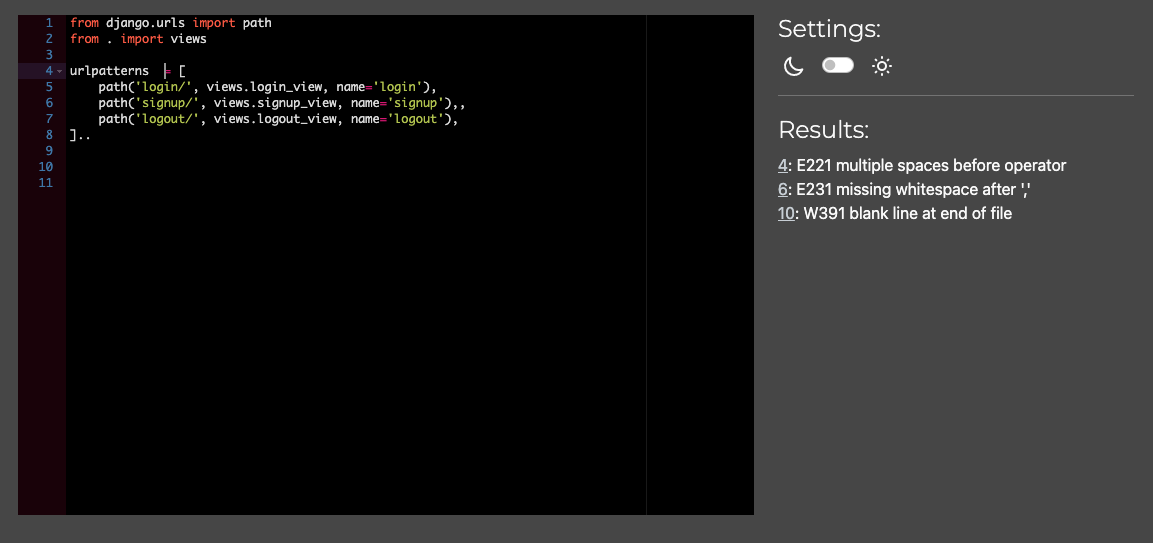 1 from django.urls import path
2 from . import views
3
4 urlpatterns  = [
5     path('login/', views.login_view, name='login'),
6     path('signup/', views.signup_view, name='signup'),,
7     path('logout/', views.logout_view, name='logout'),
8 ]..
9
10
11
Settings:
Results:
4: E221 multiple spaces before operator
6: E231 missing whitespace after ','
10: W391 blank line at end of file